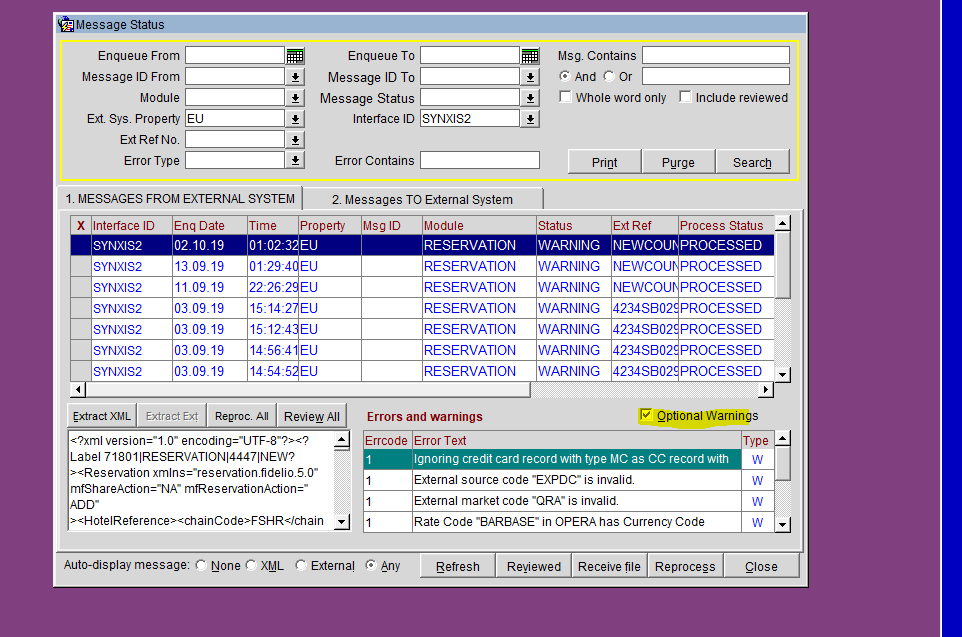 Message Status
Enqueue From Enqueue To Msg. Contains
Message ID From Message ID To And Or
Module Message Status Whole word only Include reviewed
Ext. Sys. Property EU Interface ID SYNXIS2
Ext Ref No.
Error Type Error Contains Print Purge Search
1. MESSAGES FROM EXTERNAL SYSTEM 2. Messages TO External System
X Interface ID Enq Date Time Property Msg ID Module Status Ext Ref Process Status
SYNXIS2 02.10.19 01:02:32 EU RESERVATION WARNING NEWCOUN PROCESSED
SYNXIS2 13.09.19 01:29:40 EU RESERVATION WARNING NEWCOUN PROCESSED
SYNXIS2 11.09.19 22:26:29 EU RESERVATION WARNING NEWCOUN PROCESSED
SYNXIS2 03.09.19 15:14:27 EU RESERVATION WARNING 4234SB029 PROCESSED
SYNXIS2 03.09.19 15:12:43 EU RESERVATION WARNING 4234SB029 PROCESSED
SYNXIS2 03.09.19 14:56:41 EU RESERVATION WARNING 4234SB029 PROCESSED
SYNXIS2 03.09.19 14:54:52 EU RESERVATION WARNING 4234SB029 PROCESSED
Extract XML Extract Ext Reproc. All Review All Errors and warnings Optional Warnings
<?xml version="1.0" encoding="UTF-8"?><?
Label 71801|RESERVATION|4447|NEW?
><Reservation xmlns="reservation.fidelio.5.0"
mfShareAction="NA" mfReservationAction="
ADD"
><HotelReference><chainCode>FSHR</chain
Errcode Error Text Type
1 Ignoring credit card record with type MC as CC record with W
1 External source code "EXPDC" is invalid. W
1 External market code "QRA" is invalid. W
1 Rate Code "BARBASE" in OPERA has Currency Code W
Auto-display message: None XML External Any Refresh Reviewed Receive file Reprocess Close